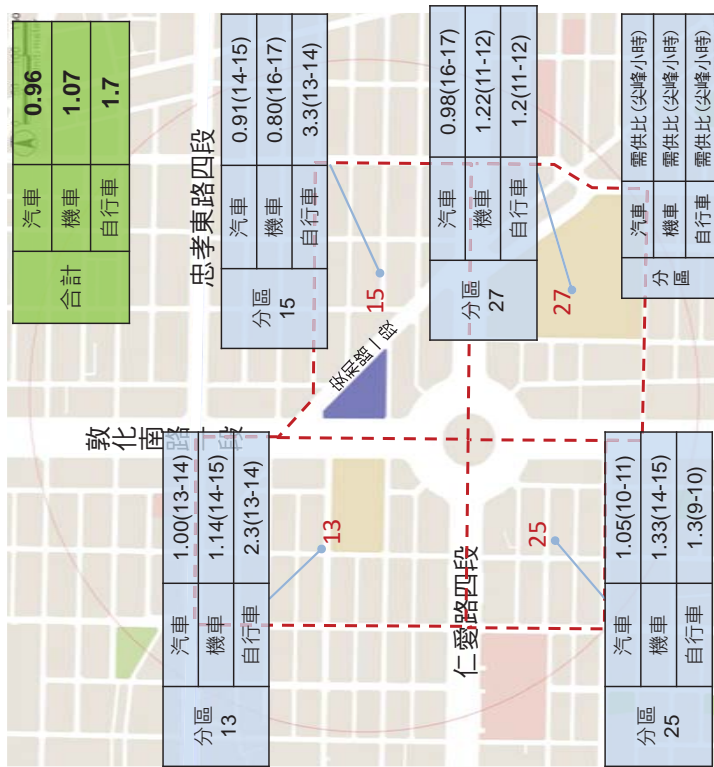 合計
汽車 0.96
機車 1.07
自行車 1.7
忠孝東路四段
敦化南路一段
分區 13
汽車 1.00(13-14)
機車 1.14(14-15)
自行車 2.3(13-14)
分區 15
汽車 0.91(14-15)
機車 0.80(16-17)
自行車 3.3(13-14)
13
15
仁愛路四段
分區 27
汽車 0.98(16-17)
機車 1.22(11-12)
自行車 1.2(11-12)
25
27
分區 25
汽車 1.05(10-11)
機車 1.33(14-15)
自行車 1.3(9-10)
分區
汽車 需供比(尖峰小時)
機車 需供比(尖峰小時)
自行車 需供比(尖峰小時)